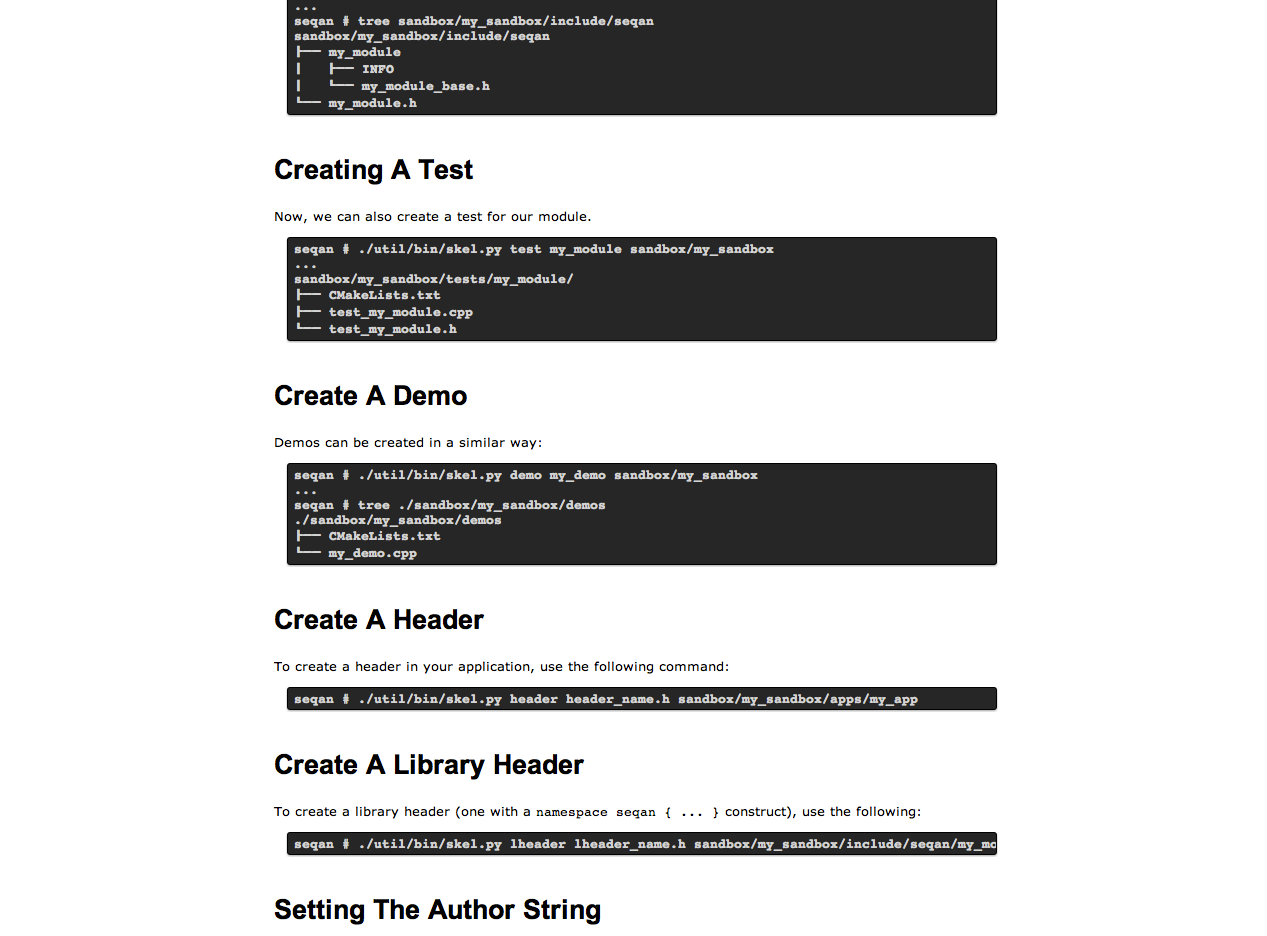 ...
seqan # tree sandbox/my_sandbox/include/seqan
sandbox/my_sandbox/include/seqan
├── my_module
│   ├── INFO
│   └── my_module_base.h
└── my_module.h
Creating A Test
Now, we can also create a test for our module.
seqan # ./util/bin/skel.py test my_module sandbox/my_sandbox
...
sandbox/my_sandbox/tests/my_module/
├── CMakeLists.txt
├── test_my_module.cpp
└── test_my_module.h
Create A Demo
Demos can be created in a similar way:
seqan # ./util/bin/skel.py demo my_demo sandbox/my_sandbox
...
seqan # tree ./sandbox/my_sandbox/demos
./sandbox/my_sandbox/demos
├── CMakeLists.txt
└── my_demo.cpp
Create A Header
To create a header in your application, use the following command:
seqan # ./util/bin/skel.py header header_name.h sandbox/my_sandbox/apps/my_app
Create A Library Header
To create a library header (one with a namespace seqan { ... } construct), use the following:
seqan # ./util/bin/skel.py lheader lheader_name.h sandbox/my_sandbox/include/seqan/my_mo
Setting The Author String